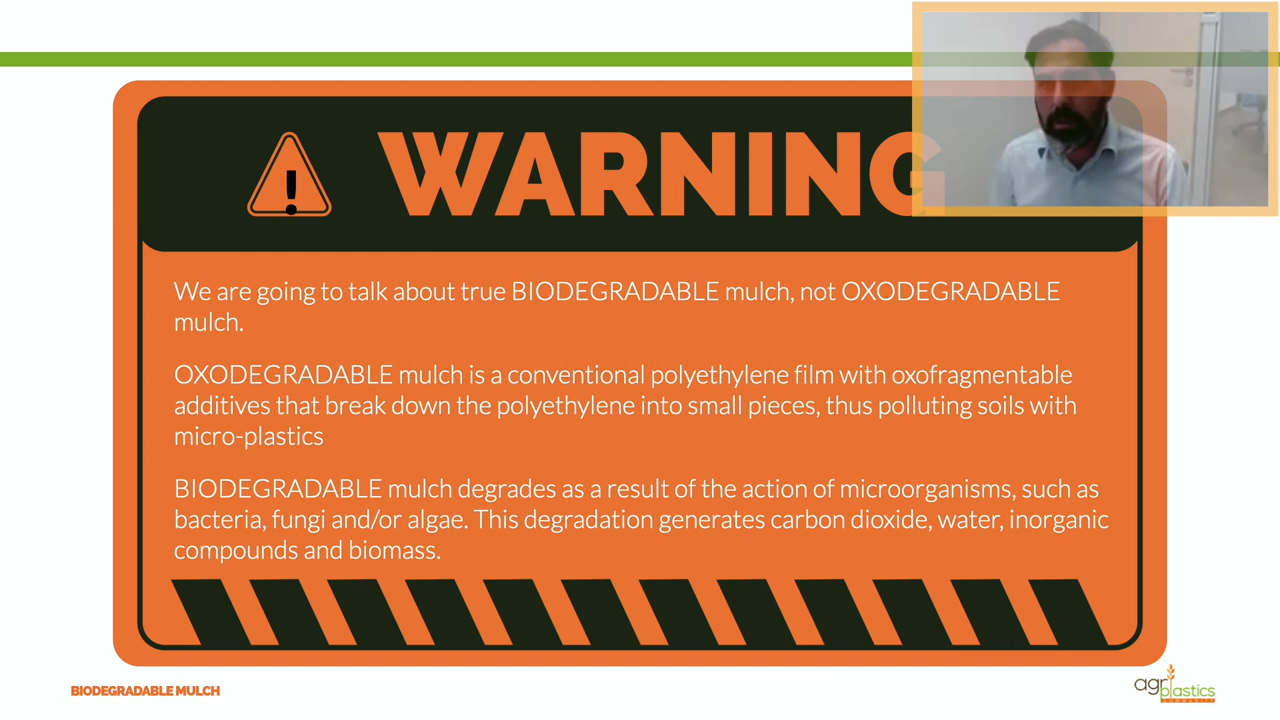 WARNING
We are going to talk about true BIODEGRADABLE mulch, not OXODEGRADABLE
mulch.
OXODEGRADABLE mulch is a conventional polyethylene film with oxofragmentable
additives that break down the polyethylene into small pieces, thus polluting soils with
micro-plastics
BIODEGRADABLE mulch degrades as a result of the action of microorganisms, such as
bacteria, fungi and/or algae. This degradation generates carbon dioxide, water, inorganic
compounds and biomass.
BIODEGRADABLE MULCH
agriplastics
COMMUNITY